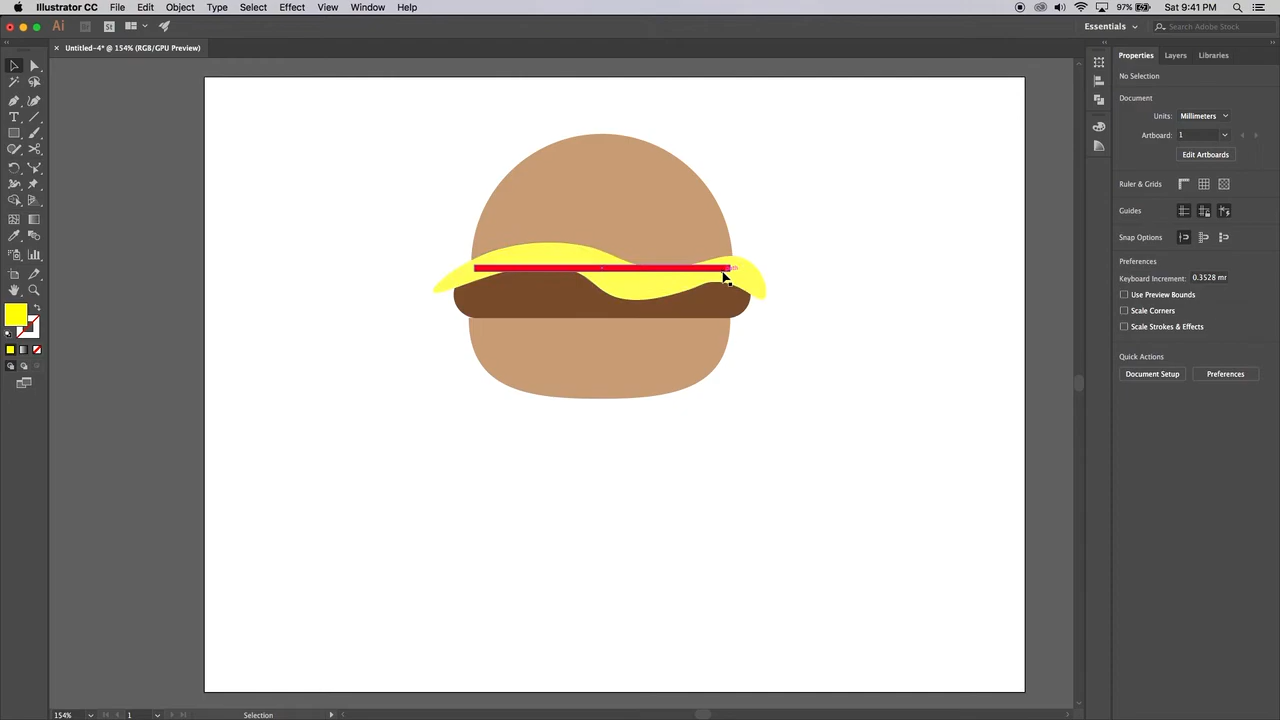 Illustrator CC File Edit Object Type Select Effect View Window Help 97% Sat 9:41 PM
Ai Br St Essentials Search Adobe Stock
× Untitled-4* @ 154% (RGB/GPU Preview)
Properties Layers Libraries
No Selection
Document
Units: Millimeters
Artboard: 1
Edit Artboards
Ruler & Grids
Guides
Snap Options
Preferences
Keyboard Increment: 0.3528 mr
Use Preview Bounds
Scale Corners
Scale Strokes & Effects
Quick Actions
Document Setup Preferences
154% 1 Selection